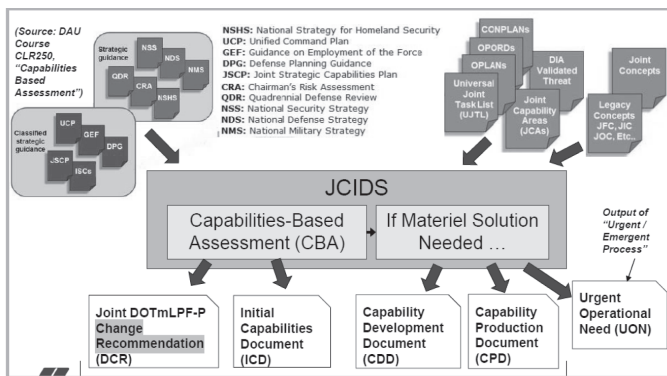 (Source: DAU
Course
CLR250,
“Capabilities
Based
Assessment”)
Strategic
guidance
NSS
NDS
NMS
QDR
CRA
NSHS
Classified
strategic
guidance
UCP
GEF
DPG
JSCP
ISCs
NSHS: National Strategy for Homeland Security
UCP: Unified Command Plan
GEF: Guidance on Employment of the Force
DPG: Defense Planning Guidance
JSCP: Joint Strategic Capabilities Plan
CRA: Chairman's Risk Assessment
QDR: Quadrennial Defense Review
NSS: National Security Strategy
NDS: National Defense Strategy
NMS: National Military Strategy
CCNPLANS
OPORDs
OPLANs
Universal
Joint
Task List
(UJTL)
DIA
Validated
Threat
Joint
Capability
Areas
(JCAs)
Joint
Concepts
Legacy
Concepts
JFC, JIC
JOC, Etc..
JCIDS
Capabilities-Based
Assessment (CBA)
If Materiel Solution
Needed ...
Output of
“Urgent /
Emergent
Process”
Joint DOTmLPF-P
Change
Recommendation
(DCR)
Initial
Capabilities
Document
(ICD)
Capability
Development
Document
(CDD)
Capability
Production
Document
(CPD)
Urgent
Operational
Need (UON)